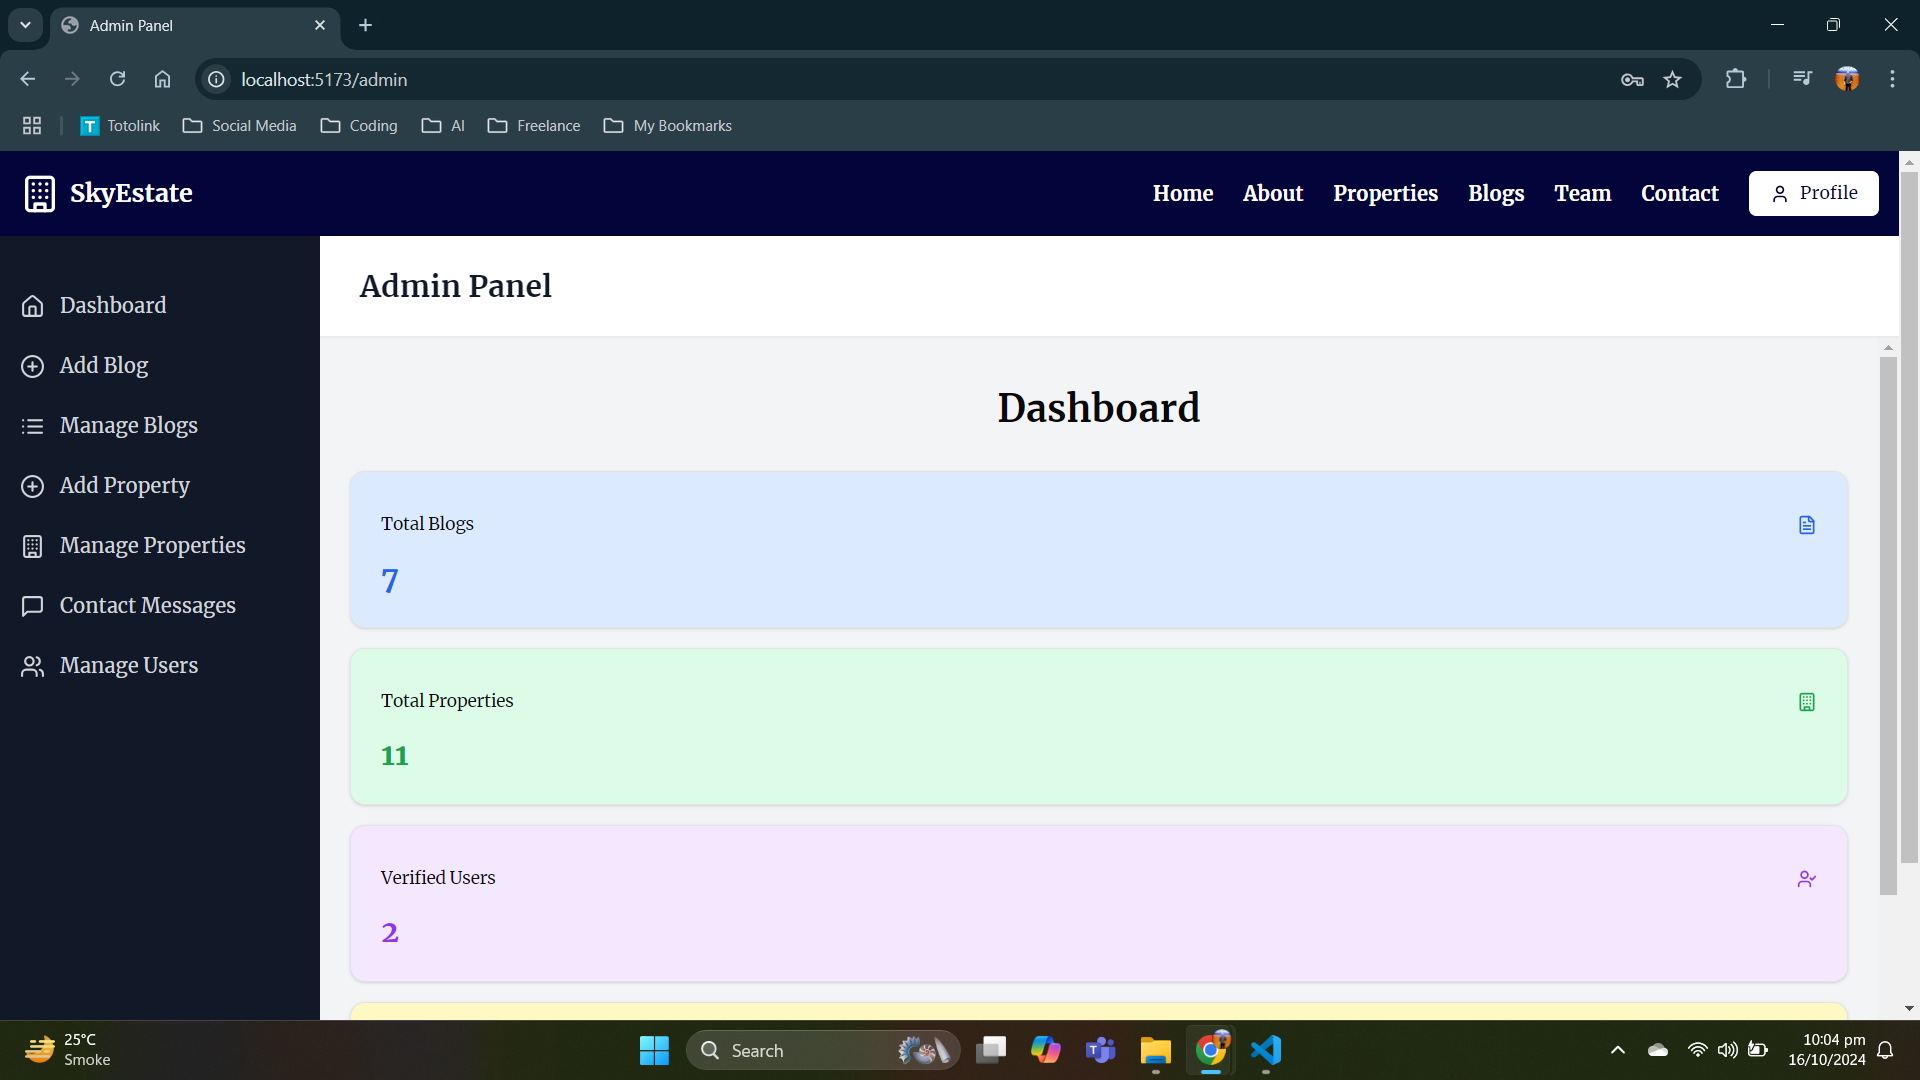 Admin Panel
localhost:5173/admin
T Totolink
Social Media
Coding
AI
Freelance
My Bookmarks
SkyEstate
Home
About
Properties
Blogs
Team
Contact
Profile
Dashboard
Add Blog
Manage Blogs
Add Property
Manage Properties
Contact Messages
Manage Users
Admin Panel
Dashboard
Total Blogs
7
Total Properties
11
Verified Users
2
25°C
Smoke
Search
10:04 pm
16/10/2024